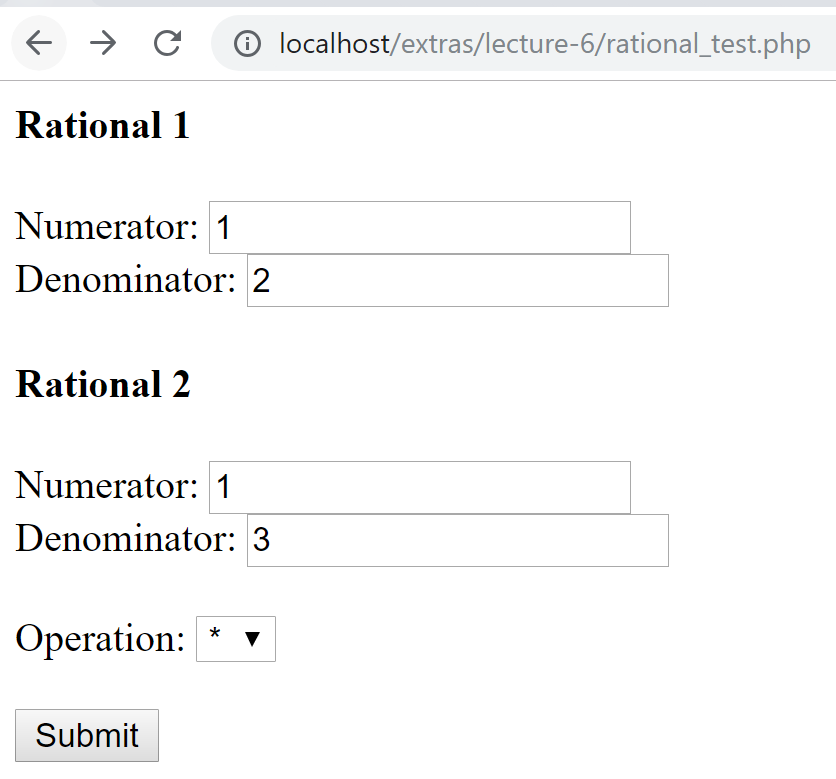 localhost/extras/lecture-6/rational_test.php
Rational 1
Numerator: 1
Denominator: 2
Rational 2
Numerator: 1
Denominator: 3
Operation: * ▼
Submit